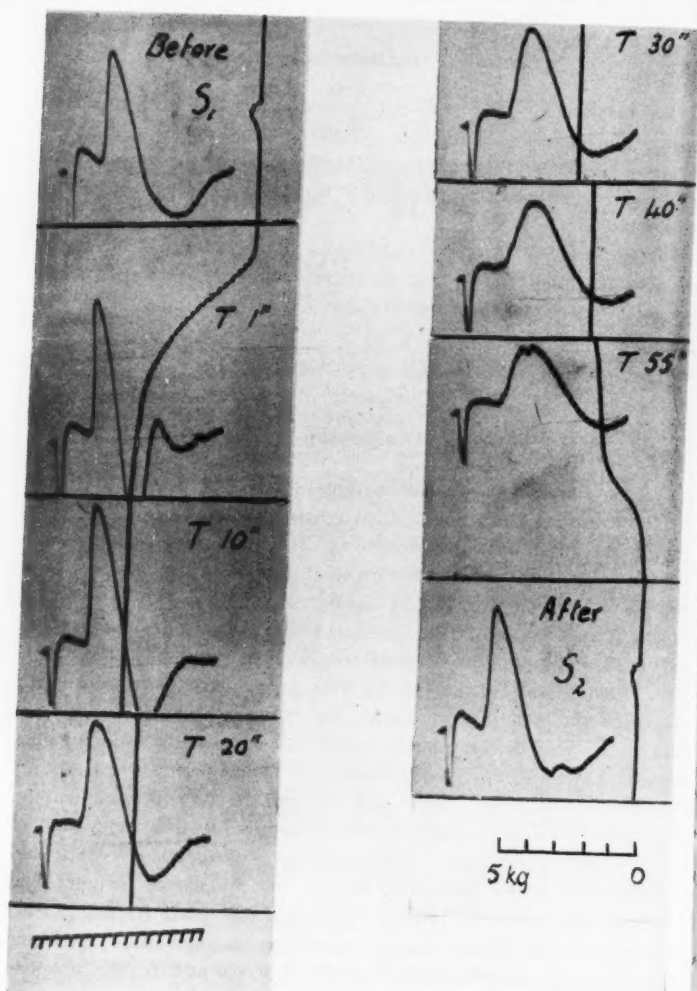 Before
S₁
T 1"
T 10"
T 20"
T 30"
T 40"
T 55"
After
S₂
5 kg 0